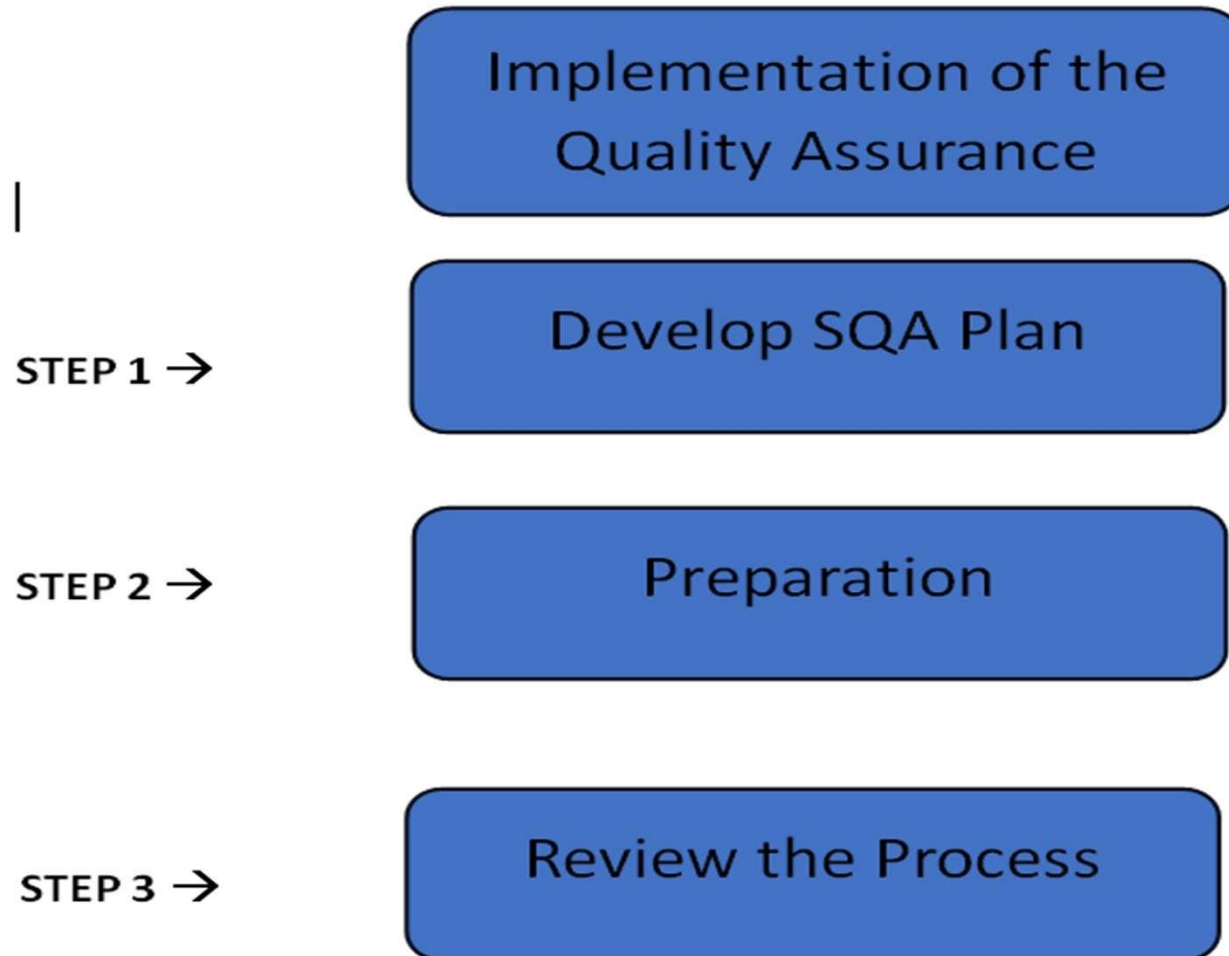 Implementation of the
Quality Assurance
STEP 1 →
Develop SQA Plan
STEP 2 →
Preparation
STEP 3 →
Review the Process